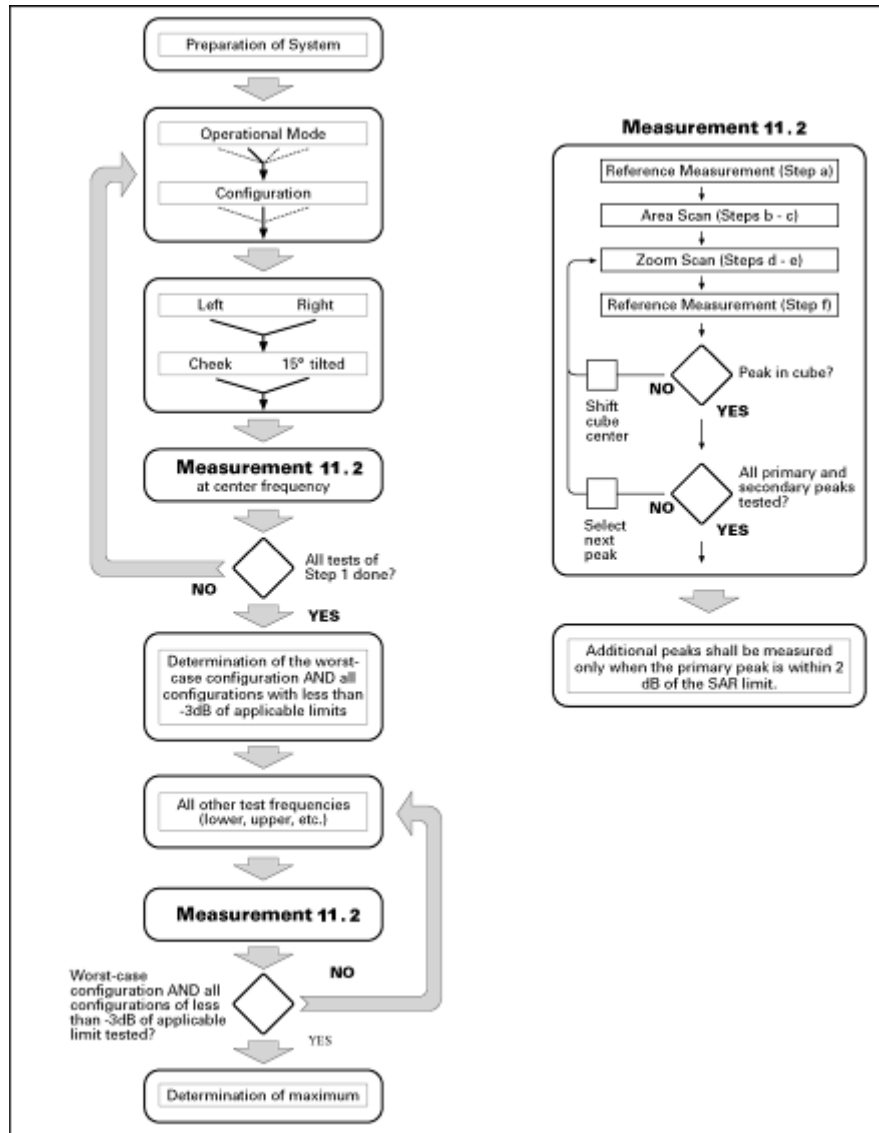 Preparation of System
Operational Mode
Configuration
Left Right
Cheek 15º tilted
Measurement 11.2
at center frequency
All tests of
Step 1 done?
NO
YES
Determination of the worst-
case configuration AND all
configurations with less than
-3dB of applicable limits
All other test frequencies
(lower, upper, etc.)
Measurement 11.2
NO
Worst-case
configuration AND all
configurations of less
than -3dB of applicable
limit tested?
YES
Determination of maximum
Measurement 11.2
Reference Measurement (Step a)
Area Scan (Steps b - c)
Zoom Scan (Steps d - e)
Reference Measurement (Step f)
Peak in cube?
NO
YES
Shift
cube
center
All primary and
secondary peaks
tested?
NO
YES
Select
next
peak
Additional peaks shall be measured
only when the primary peak is within 2
dB of the SAR limit.